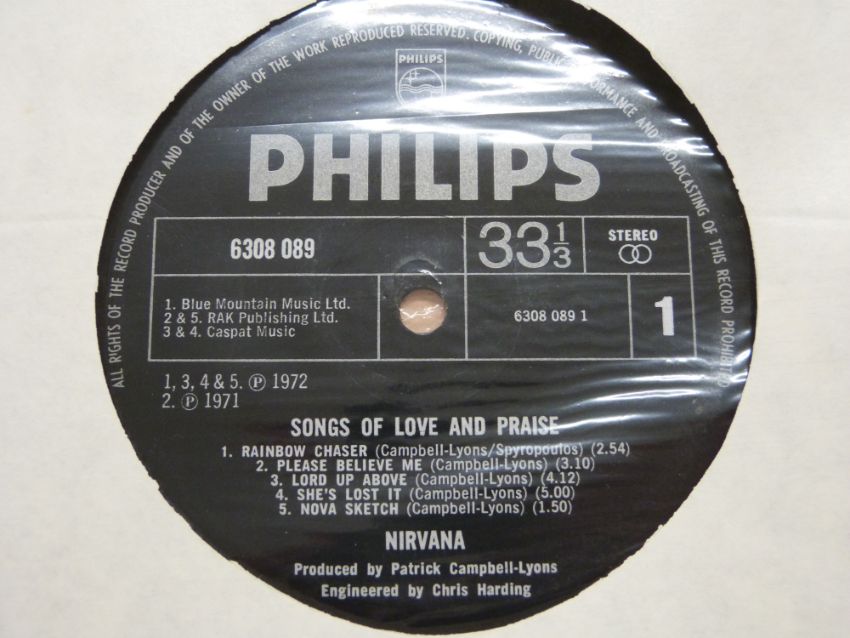 ALL RIGHTS OF THE RECORD PRODUCER AND OF THE OWNER OF THE WORK REPRODUCED RESERVED. COPYING, PUBLIC PERFORMANCE AND BROADCASTING OF THIS RECORD PROHIBITED
PHILIPS
PHILIPS
6308 089
33 1/3
STEREO
1. Blue Mountain Music Ltd.
2 & 5. RAK Publishing Ltd.
3 & 4. Caspat Music
6308 089 1
1
1, 3, 4 & 5. ℗ 1972
2. ℗ 1971
SONGS OF LOVE AND PRAISE
1. RAINBOW CHASER (Campbell-Lyons/Spyropoulos) (2.54)
2. PLEASE BELIEVE ME (Campbell-Lyons) (3.10)
3. LORD UP ABOVE (Campbell-Lyons) (4.12)
4. SHE'S LOST IT (Campbell-Lyons) (5.00)
5. NOVA SKETCH (Campbell-Lyons) (1.50)
NIRVANA
Produced by Patrick Campbell-Lyons
Engineered by Chris Harding